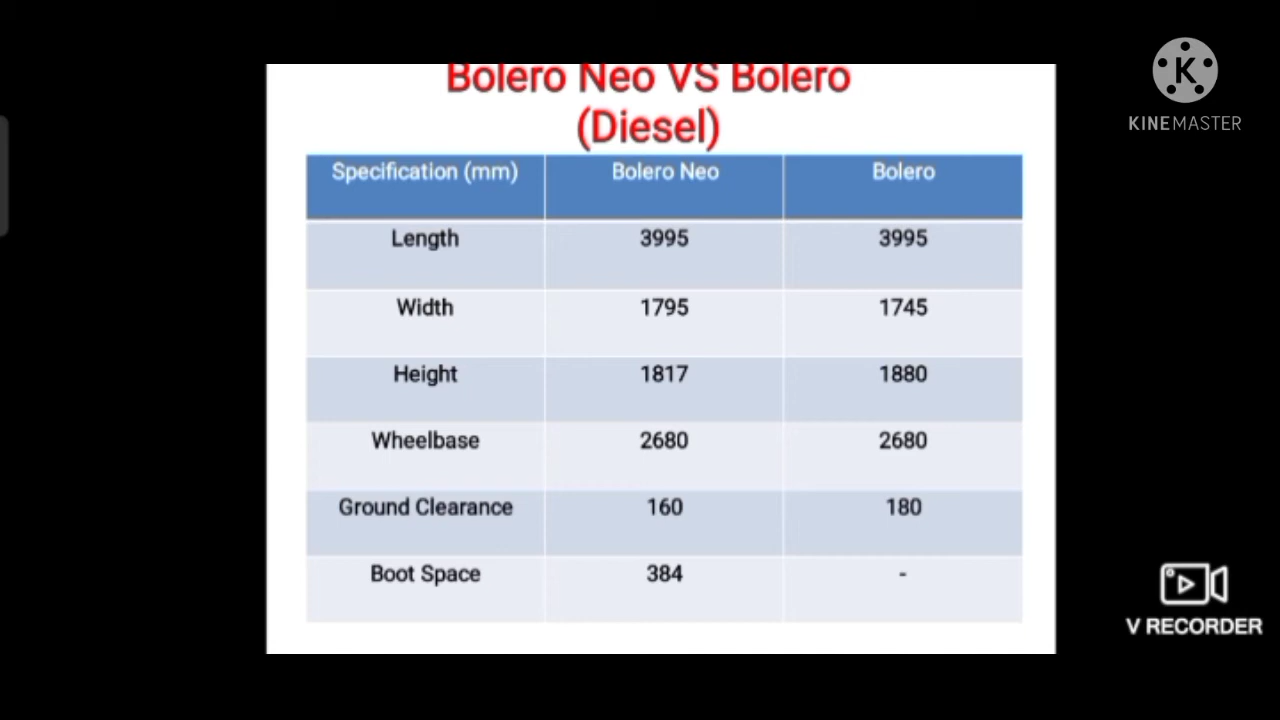 Bolero Neo VS Bolero
(Diesel)
Specification (mm) Bolero Neo Bolero
Length 3995 3995
Width 1795 1745
Height 1817 1880
Wheelbase 2680 2680
Ground Clearance 160 180
Boot Space 384 -
K
KINEMASTER
V RECORDER